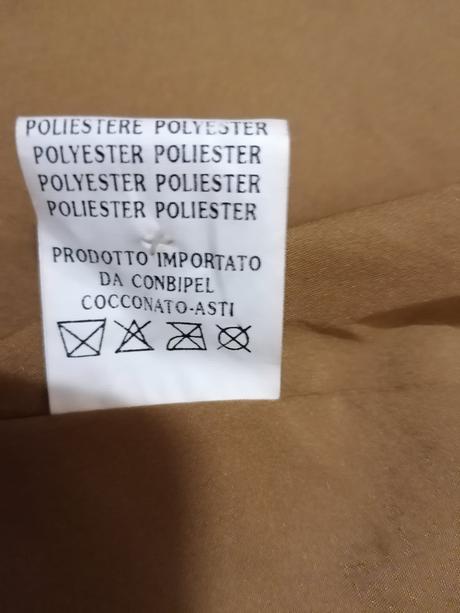 POLIESTERE POLYESTER
POLYESTER POLIESTER
POLYESTER POLIESTER
POLIESTER POLIESTER
PRODOTTO IMPORTATO
DA CONBIPEL
COCCONATO-ASTI